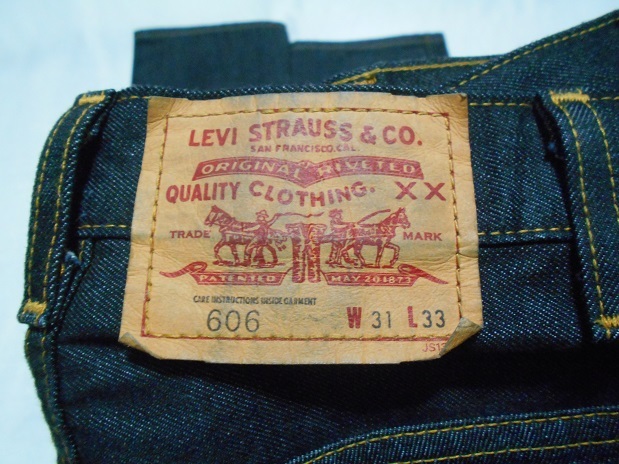 LEVI STRAUSS & CO.
SAN FRANCISCO, CAL.
ORIGINAL RIVETED
QUALITY CLOTHING. XX
TRADE MARK
PATENTED MAY 20 1873
CARE INSTRUCTIONS INSIDE GARMENT
606 W 31 L 33